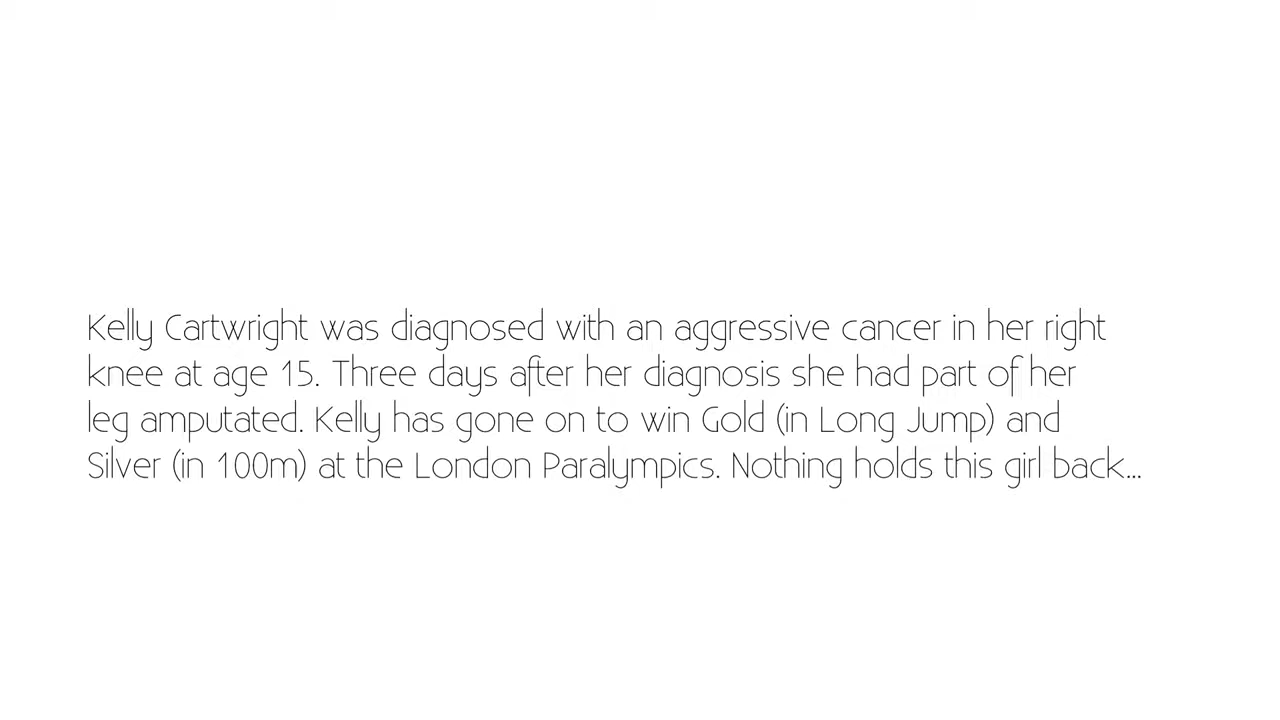 Kelly Cartwright was diagnosed with an aggressive cancer in her right
knee at age 15. Three days after her diagnosis she had part of her
leg amputated. Kelly has gone on to win Gold (in Long Jump) and
Silver (in 100m) at the London Paralympics. Nothing holds this girl back...